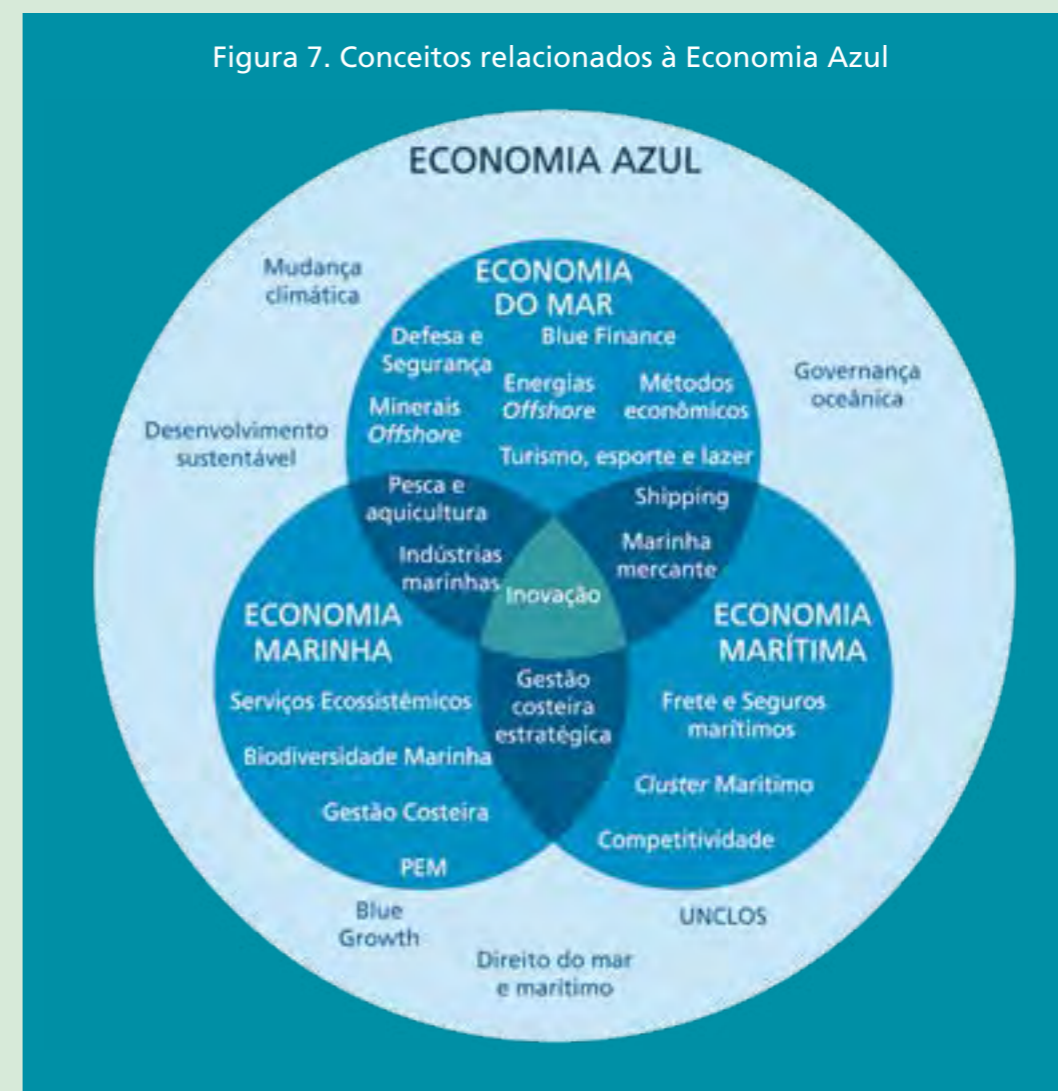 Figura 7. Conceitos relacionados à Economia Azul
ECONOMIA AZUL
Mudança
climática
Desenvolvimento
sustentável
Governança
oceânica
ECONOMIA
DO MAR
Defesa e
Segurança
Blue Finance
Minerais
Offshore
Energias
Offshore
Métodos
econômicos
Turismo, esporte e lazer
Pesca e
aquicultura
Indústrias
marinhas
Shipping
Marinha
mercante
Inovação
ECONOMIA
MARINHA
Serviços Ecossistêmicos
Biodiversidade Marinha
Gestão Costeira
PEM
Gestão
costeira
estratégica
ECONOMIA
MARÍTIMA
Frete e Seguros
marítimos
Cluster Marítimo
Competitividade
Blue
Growth
Direito do mar
e marítimo
UNCLOS